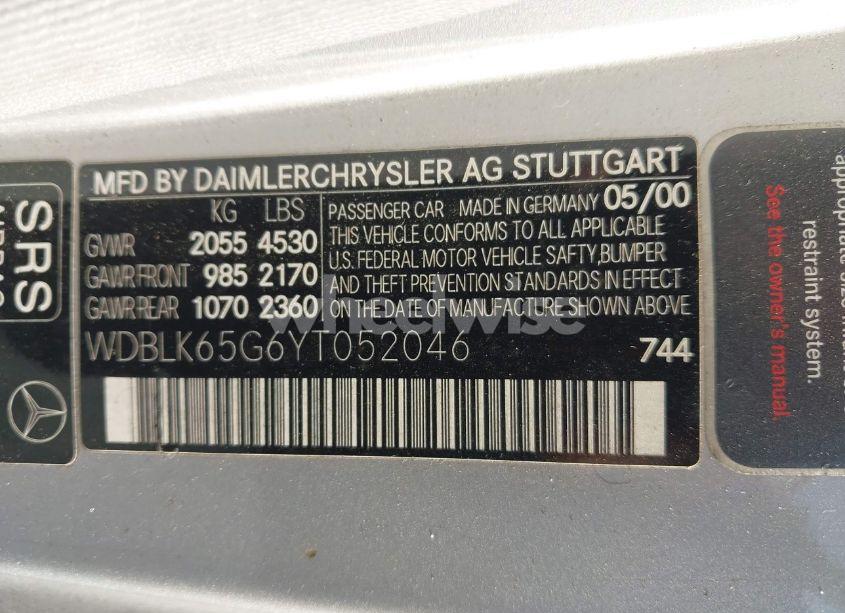 SRS
MFD BY DAIMLERCHRYSLER AG STUTTGART
KG LBS
GVWR 2055 4530
GAWR FRONT 985 2170
GAWR REAR 1070 2360
PASSENGER CAR MADE IN GERMANY 05/00
THIS VEHICLE CONFORMS TO ALL APPLICABLE
U.S. FEDERAL MOTOR VEHICLE SAFTY,BUMPER
AND THEFT PREVENTION STANDARDS IN EFFECT
ON THE DATE OF MANUFACTURE SHOWN ABOVE
wheelwise
WDBLK65G6YT052046 744
appropriate
restraint system.
See the owner's manual.